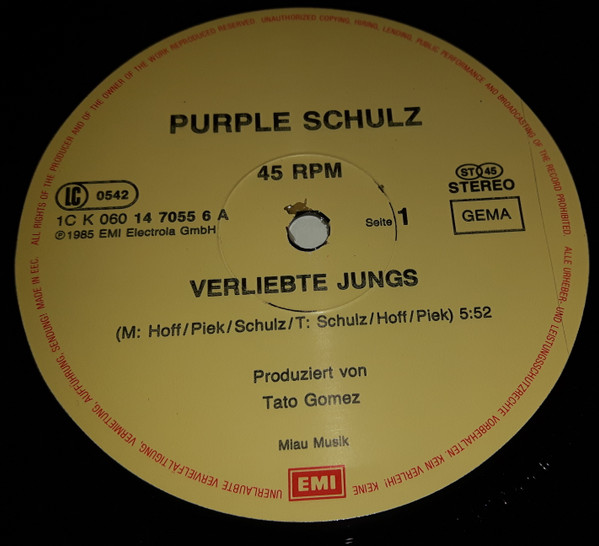 PURPLE SCHULZ
45 RPM
LC 0542
ST 45
STEREO
1C K 060 14 7055 6 A
℗ 1985 EMI Electrola GmbH
Seite 1
GEMA
VERLIEBTE JUNGS
(M: Hoff/Piek/Schulz/T: Schulz/Hoff/Piek) 5:52
Produziert von
Tato Gomez
Miau Musik
EMI
ALL RIGHTS OF THE PRODUCER AND OF THE OWNER OF THE WORK REPRODUCED RESERVED. UNAUTHORIZED COPYING, HIRING, LENDING, PUBLIC PERFORMANCE AND BROADCASTING OF THE RECORD PROHIBITED. ALLE URHEBER- UND LEISTUNGSSCHUTZRECHTE VORBEHALTEN. KEIN VERLEIH! KEINE UNERLAUBTE VERVIELFÄLTIGUNG, VERMIETUNG, AUFFÜHRUNG, SENDUNG! MADE IN EEC.